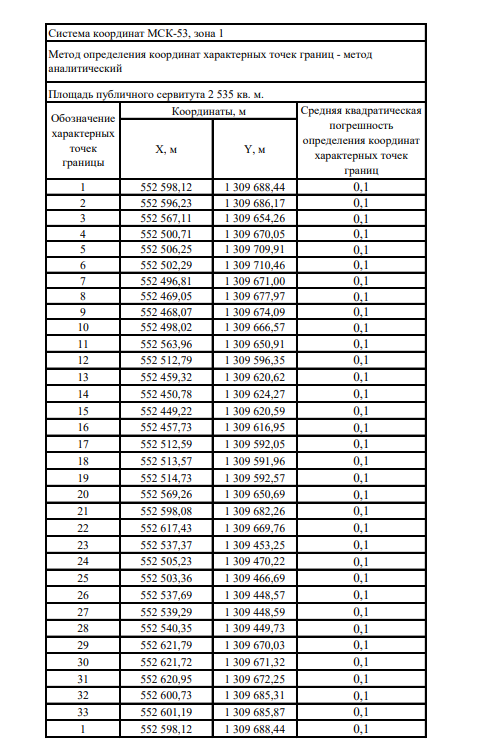 Система координат МСК-53, зона 1
Метод определения координат характерных точек границ - метод
аналитический
Площадь публичного сервитута 2 535 кв. м.
Обозначение
характерных
точек
границы
Координаты, м
X, м
Y, м
Средняя квадратическая
погрешность
определения координат
характерных точек
границ
1 552 598,12 1 309 688,44 0,1
2 552 596,23 1 309 686,17 0,1
3 552 567,11 1 309 654,26 0,1
4 552 500,71 1 309 670,05 0,1
5 552 506,25 1 309 709,91 0,1
6 552 502,29 1 309 710,46 0,1
7 552 496,81 1 309 671,00 0,1
8 552 469,05 1 309 677,97 0,1
9 552 468,07 1 309 674,09 0,1
10 552 498,02 1 309 666,57 0,1
11 552 563,96 1 309 650,91 0,1
12 552 512,79 1 309 596,35 0,1
13 552 459,32 1 309 620,62 0,1
14 552 450,78 1 309 624,27 0,1
15 552 449,22 1 309 620,59 0,1
16 552 457,73 1 309 616,95 0,1
17 552 512,59 1 309 592,05 0,1
18 552 513,57 1 309 591,96 0,1
19 552 514,73 1 309 592,57 0,1
20 552 569,26 1 309 650,69 0,1
21 552 598,08 1 309 682,26 0,1
22 552 617,43 1 309 669,76 0,1
23 552 537,37 1 309 453,25 0,1
24 552 505,23 1 309 470,22 0,1
25 552 503,36 1 309 466,69 0,1
26 552 537,69 1 309 448,57 0,1
27 552 539,29 1 309 448,59 0,1
28 552 540,35 1 309 449,73 0,1
29 552 621,79 1 309 670,03 0,1
30 552 621,72 1 309 671,32 0,1
31 552 620,95 1 309 672,25 0,1
32 552 600,73 1 309 685,31 0,1
33 552 601,19 1 309 685,87 0,1
1 552 598,12 1 309 688,44 0,1